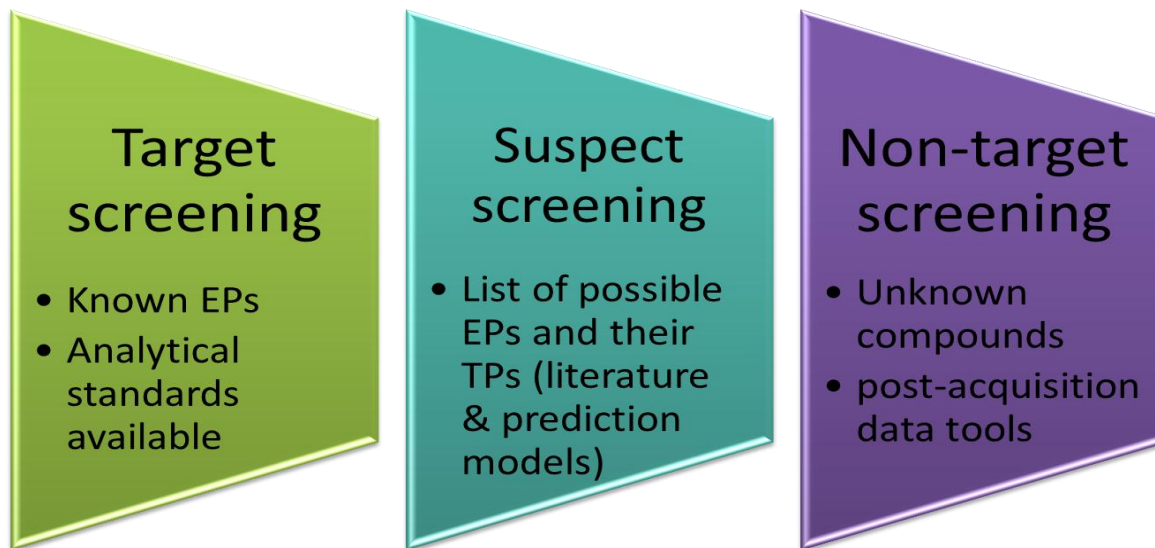 Target
screening
• Known EPs
• Analytical
standards
available
Suspect
screening
• List of possible
EPs and their
TPs (literature
& prediction
models)
Non-target
screening
• Unknown
compounds
• post-acquisition
data tools